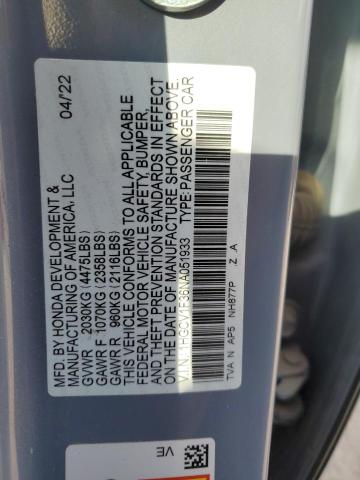 MFD. BY HONDA DEVELOPMENT & 04/'22
MANUFACTURING OF AMERICA, LLC
GVWR 2030KG (4475LBS)
GAWR F 1070KG (2358LBS)
GAWR R 960KG (2116LBS)
THIS VEHICLE CONFORMS TO ALL APPLICABLE
FEDERAL MOTOR VEHICLE SAFETY, BUMPER,
AND THEFT PREVENTION STANDARDS IN EFFECT
ON THE DATE OF MANUFACTURE SHOWN ABOVE.
V.I.N.: 1HGCV1F36NA051933 TYPE: PASSENGER CAR
TVA N AP5 NH877P Z A
VE